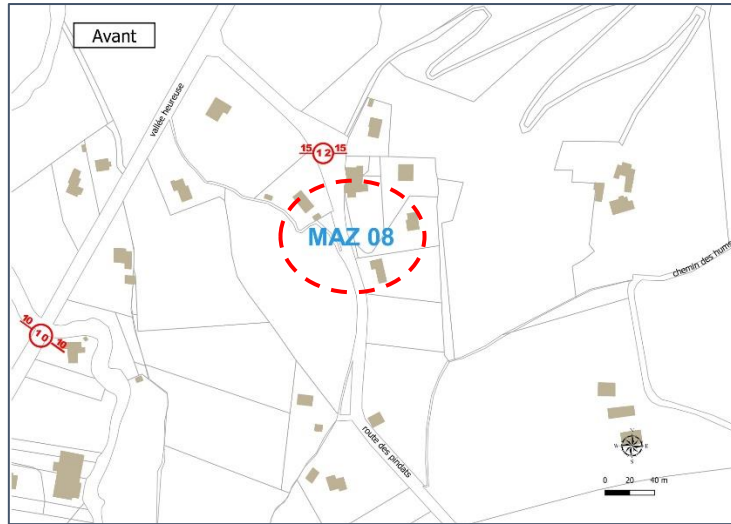 Avant
vallée heureuse
15 12 15
MAZ 08
chemin des hume
10 10 10
route des pindats
N
W E
S
0 20 40 m